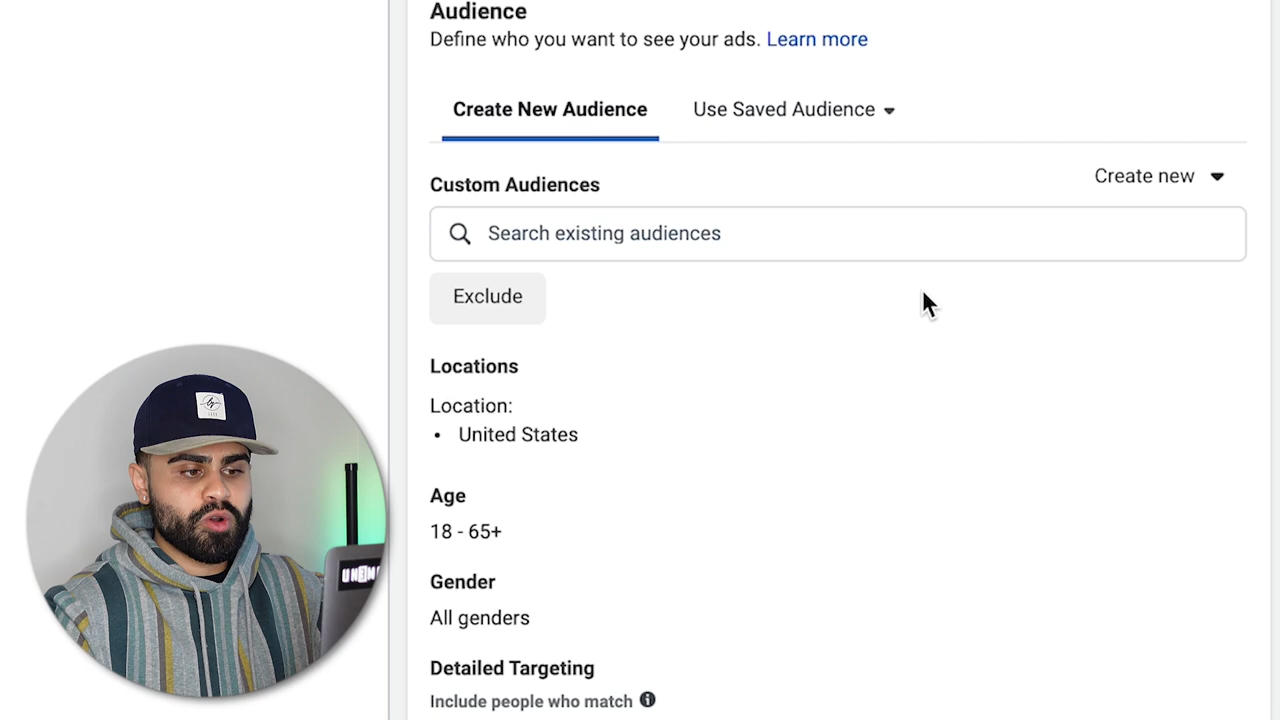 Audience
Define who you want to see your ads. Learn more
Create New Audience
Use Saved Audience
Custom Audiences
Create new
Search existing audiences
Exclude
Locations
Location:
• United States
Age
18 - 65+
Gender
All genders
Detailed Targeting
Include people who match